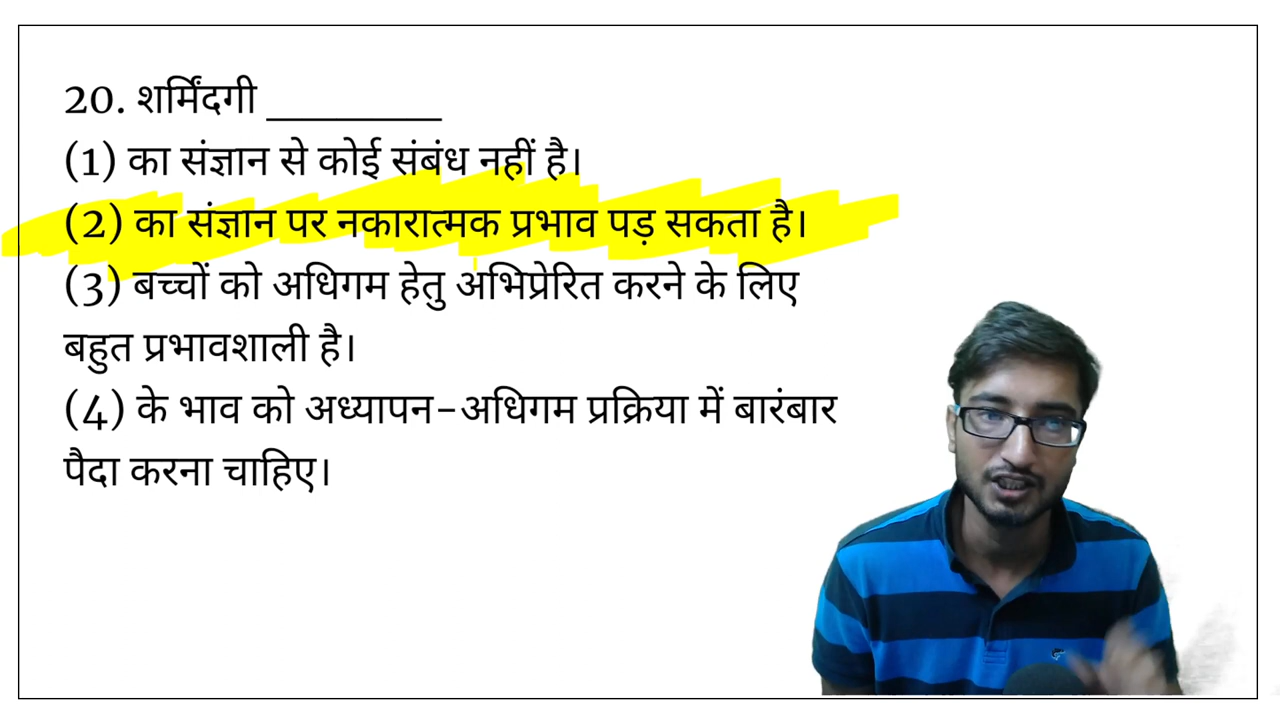 20. शर्मिंदगी ________
(1) का संज्ञान से कोई संबंध नहीं है।
(2) का संज्ञान पर नकारात्मक प्रभाव पड़ सकता है।
(3) बच्चों को अधिगम हेतु अभिप्रेरित करने के लिए
बहुत प्रभावशाली है।
(4) के भाव को अध्यापन-अधिगम प्रक्रिया में बारंबार
पैदा करना चाहिए।